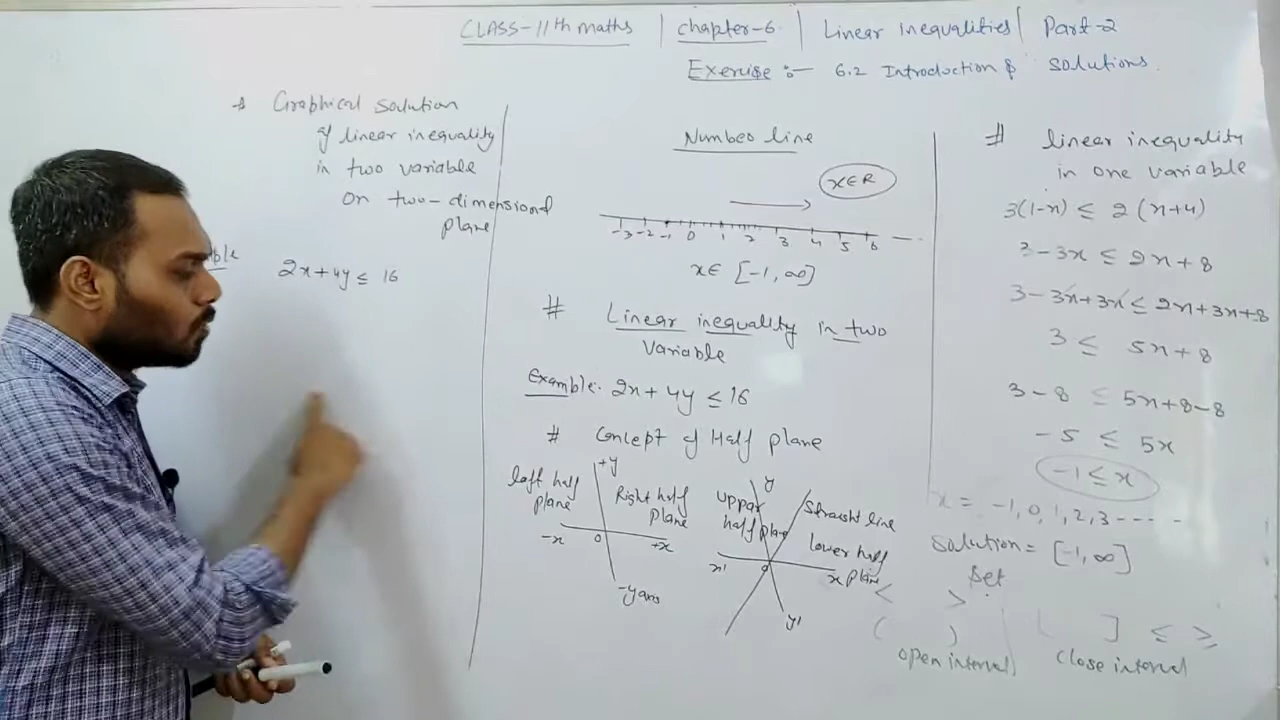 CLASS-11th maths | chapter-6 | Linear Inequalities | Part-2
Exercise :- 6.2 Introduction & Solutions
→ Graphical Solution
of linear inequality
in two variable
on two-dimensional
plane
ple
2x+4y ≤ 16
Number line
x∈R
-3 -2 -1 0 1 2 3 4 5 6
x∈ [-1, ∞)
# Linear inequality in two
Variable
Example:- 2x + 4y ≤ 16
# Concept of Half plane
left half
plane
+y
Right half
plane
-x
0
+x
-y axis
Upper
half plane
y
Straight line
lower half
plane
x'
0
x
y'
# linear inequality
in one variable
3(1-x) ≤ 2(x+4)
3-3x ≤ 2x+8
3-3x+3x ≤ 2x+3x+8
3 ≤ 5x+8
3-8 ≤ 5x+8-8
-5 ≤ 5x
-1 ≤ x
x = -1, 0, 1, 2, 3 -----
Solution = [-1, ∞]
Set
< >
( )
open interval
[ ] ≤ ≥
Close interval